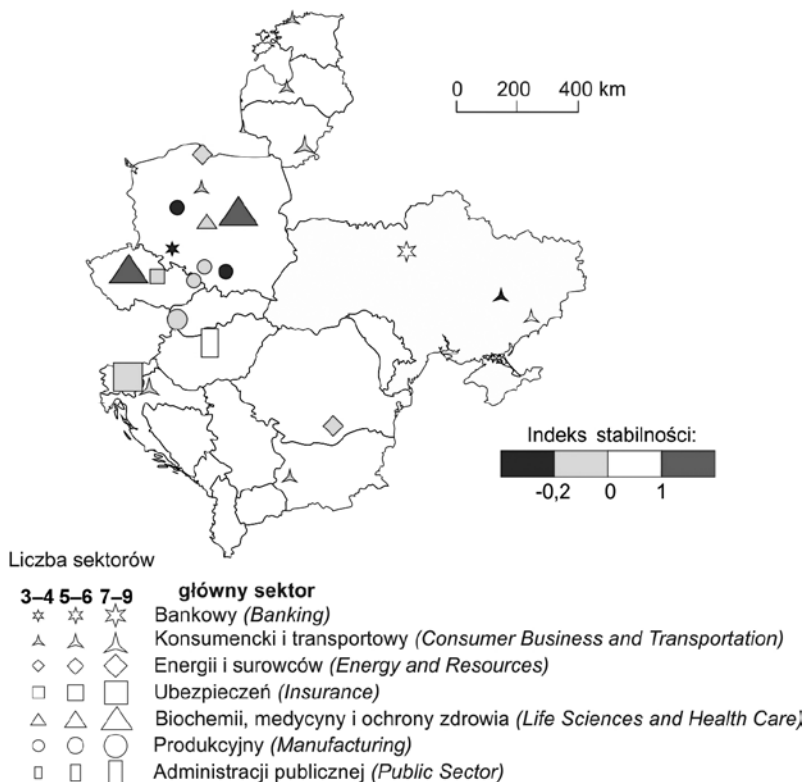 0 200 400 km
Indeks stabilności:
-0,2 0 1
Liczba sektorów
3–4 5–6 7–9 główny sektor
Bankowy (Banking)
Konsumencki i transportowy (Consumer Business and Transportation)
Energii i surowców (Energy and Resources)
Ubezpieczeń (Insurance)
Biochemii, medycyny i ochrony zdrowia (Life Sciences and Health Care)
Produkcyjny (Manufacturing)
Administracji publicznej (Public Sector)